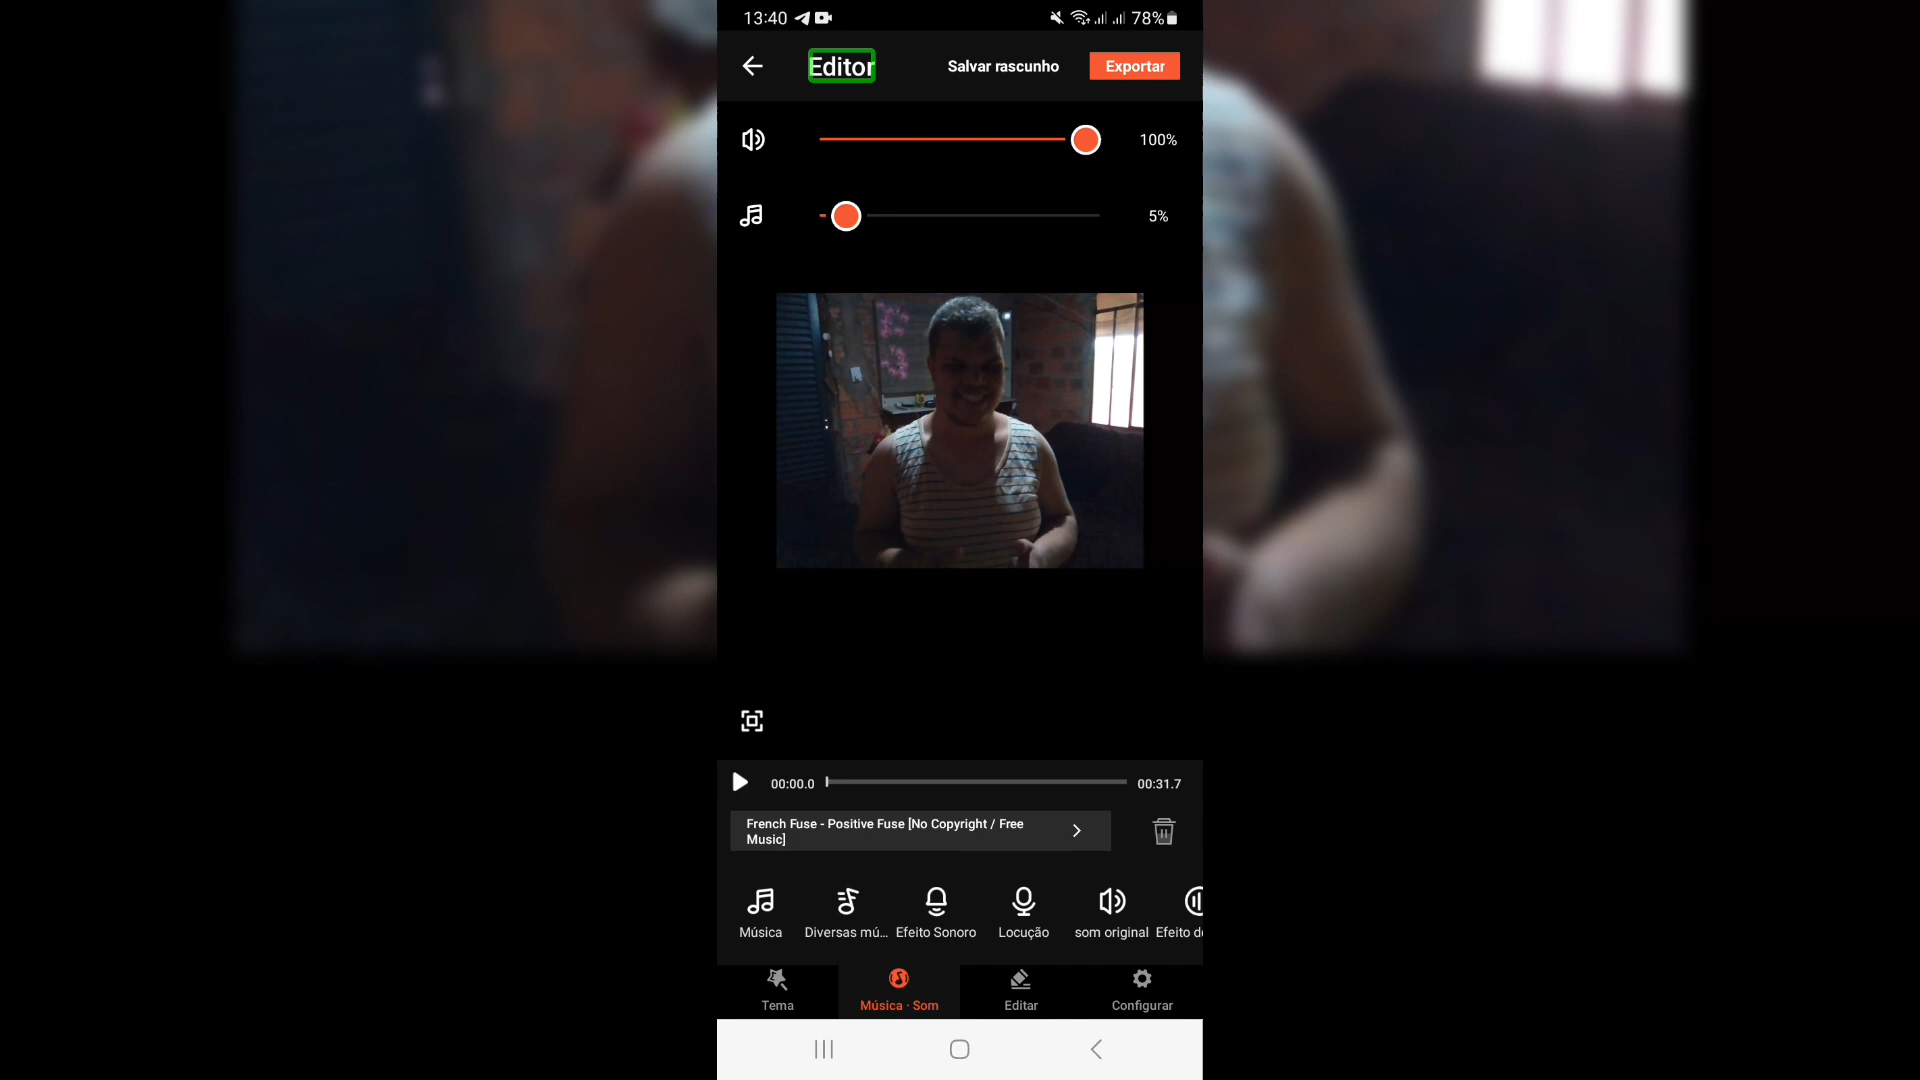 13:40 78%
Editor Salvar rascunho Exportar
100%
5%
00:00.0 00:31.7
French Fuse - Positive Fuse [No Copyright / Free
Music]
Música Diversas mú... Efeito Sonoro Locução som original Efeito d
Tema Música · Som Editar Configurar